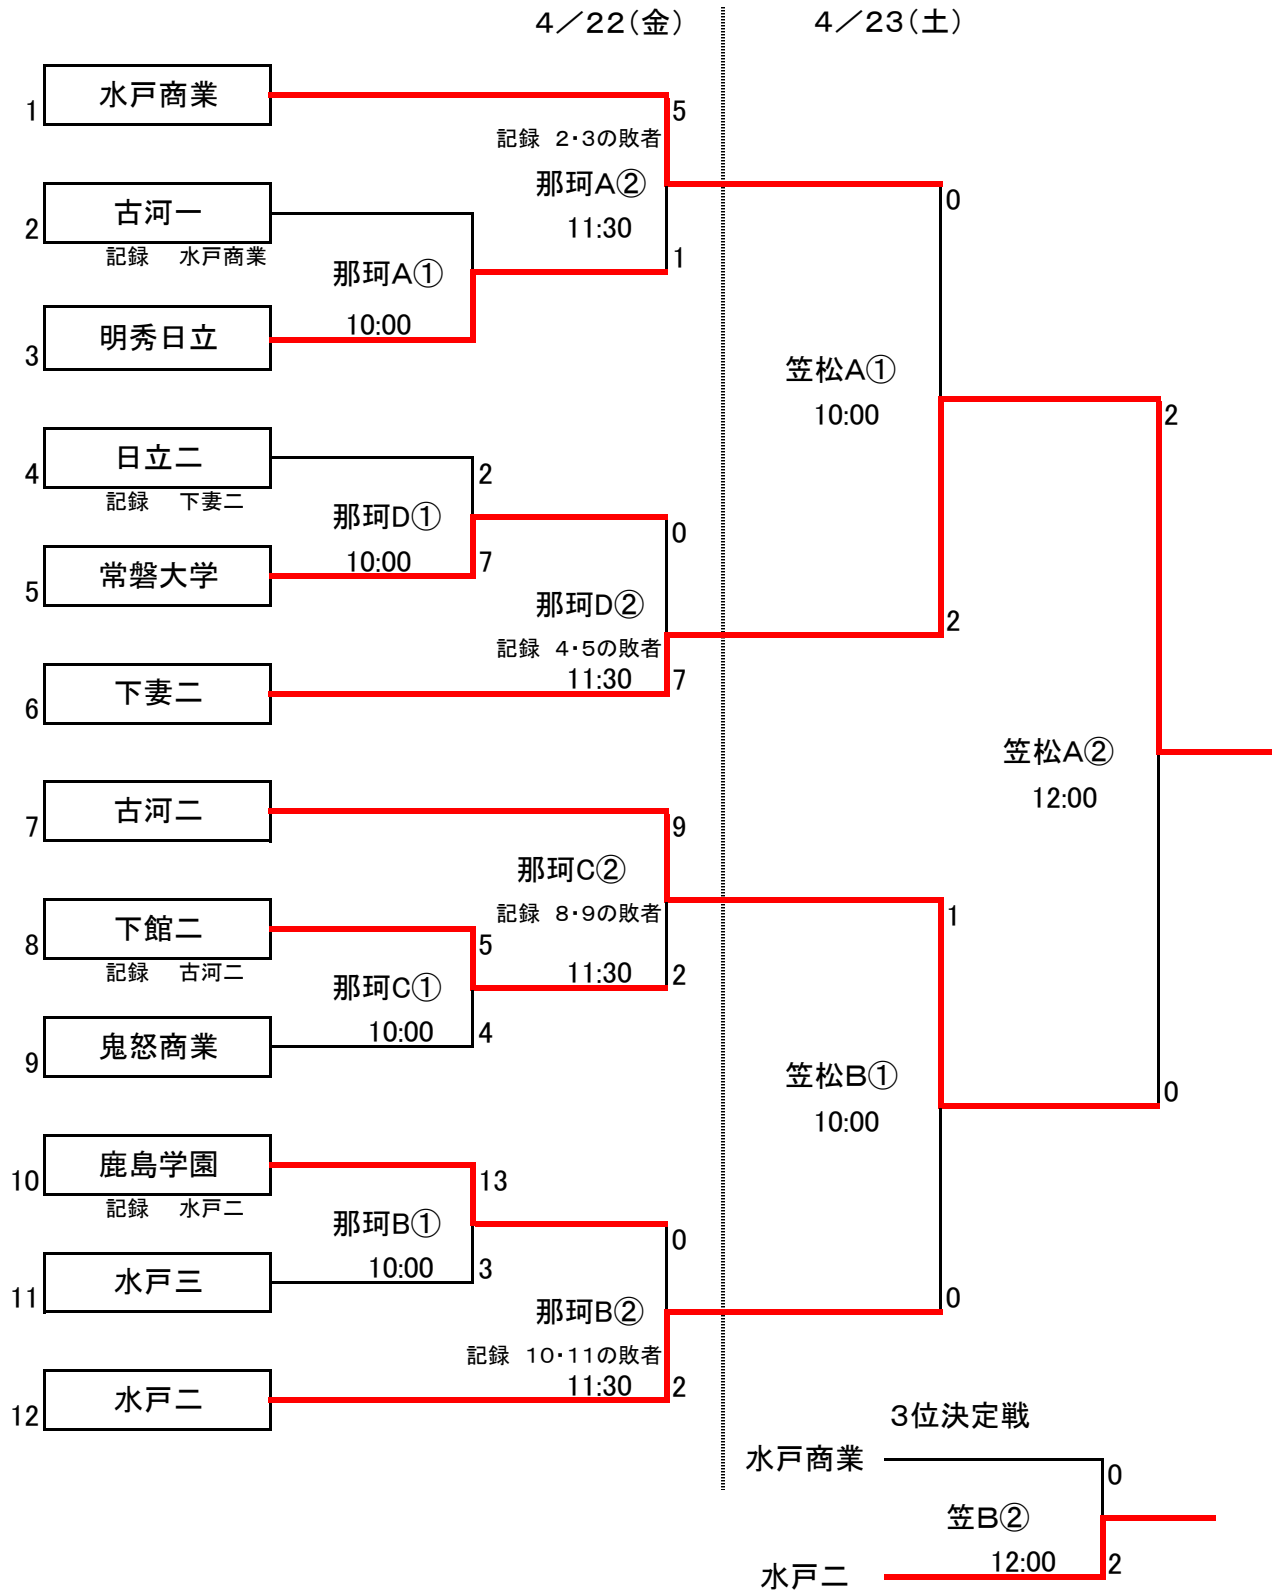 4／22（金）
4／23（土）
1
水戸商業
5
記録 2・3の敗者
那珂A②
11:30
0
2
古河一
記録 水戸商業
1
那珂A①
10:00
3
明秀日立
笠松A①
10:00
2
4
日立二
記録 下妻二
2
那珂D①
10:00
7
0
5
常磐大学
那珂D②
記録 4・5の敗者
11:30
7
2
6
下妻二
笠松A②
12:00
7
古河二
9
那珂C②
記録 8・9の敗者
11:30
2
1
8
下館二
記録 古河二
5
那珂C①
10:00
4
9
鬼怒商業
笠松B①
10:00
0
10
鹿島学園
記録 水戸二
13
那珂B①
10:00
3
0
11
水戸三
那珂B②
記録 10・11の敗者
11:30
2
0
12
水戸二
3位決定戦
水戸商業
0
笠B②
12:00
2
水戸二